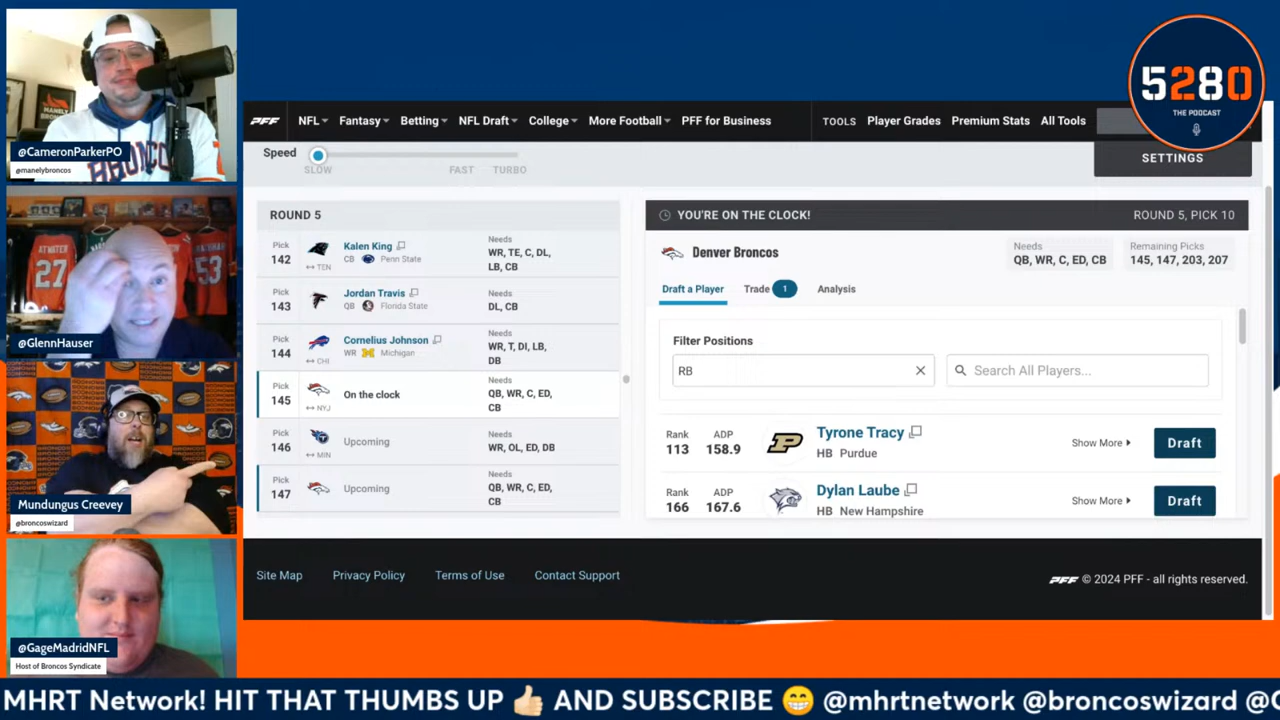 5280
THE PODCAST
MANELY
BRONCOS
BRONCO
@CameronParkerPO
@manelybroncos
ATWATER
27
53
@GlennHauser
Mundungus Creevey
@broncoswizard
@GageMadridNFL
Host of Broncos Syndicate
PFF NFL Fantasy Betting NFL Draft College More Football PFF for Business TOOLS Player Grades Premium Stats All Tools
Speed
SLOW FAST TURBO
SETTINGS
ROUND 5
Pick
142
TEN
Kalen King
CB Penn State
Needs
WR, TE, C, DL,
LB, CB
Pick
143
Jordan Travis
QB Florida State
Needs
DL, CB
Pick
144
CHI
Cornelius Johnson
WR Michigan
Needs
WR, T, DI, LB,
DB
Pick
145
NYJ
On the clock
Needs
QB, WR, C, ED,
CB
Pick
146
MIN
Upcoming
Needs
WR, OL, ED, DB
Pick
147
Upcoming
Needs
QB, WR, C, ED,
CB
YOU'RE ON THE CLOCK! ROUND 5, PICK 10
Denver Broncos
Needs
QB, WR, C, ED, CB
Remaining Picks
145, 147, 203, 207
Draft a Player Trade 1 Analysis
Filter Positions
RB
Search All Players...
Rank
113
ADP
158.9
Tyrone Tracy
HB Purdue
Show More
Draft
Rank
166
ADP
167.6
Dylan Laube
HB New Hampshire
Show More
Draft
Site Map Privacy Policy Terms of Use Contact Support
PFF © 2024 PFF - all rights reserved.
MHRT Network! HIT THAT THUMBS UP 👍🏻 AND SUBSCRIBE 😁 @mhrtnetwork @broncoswizard @G